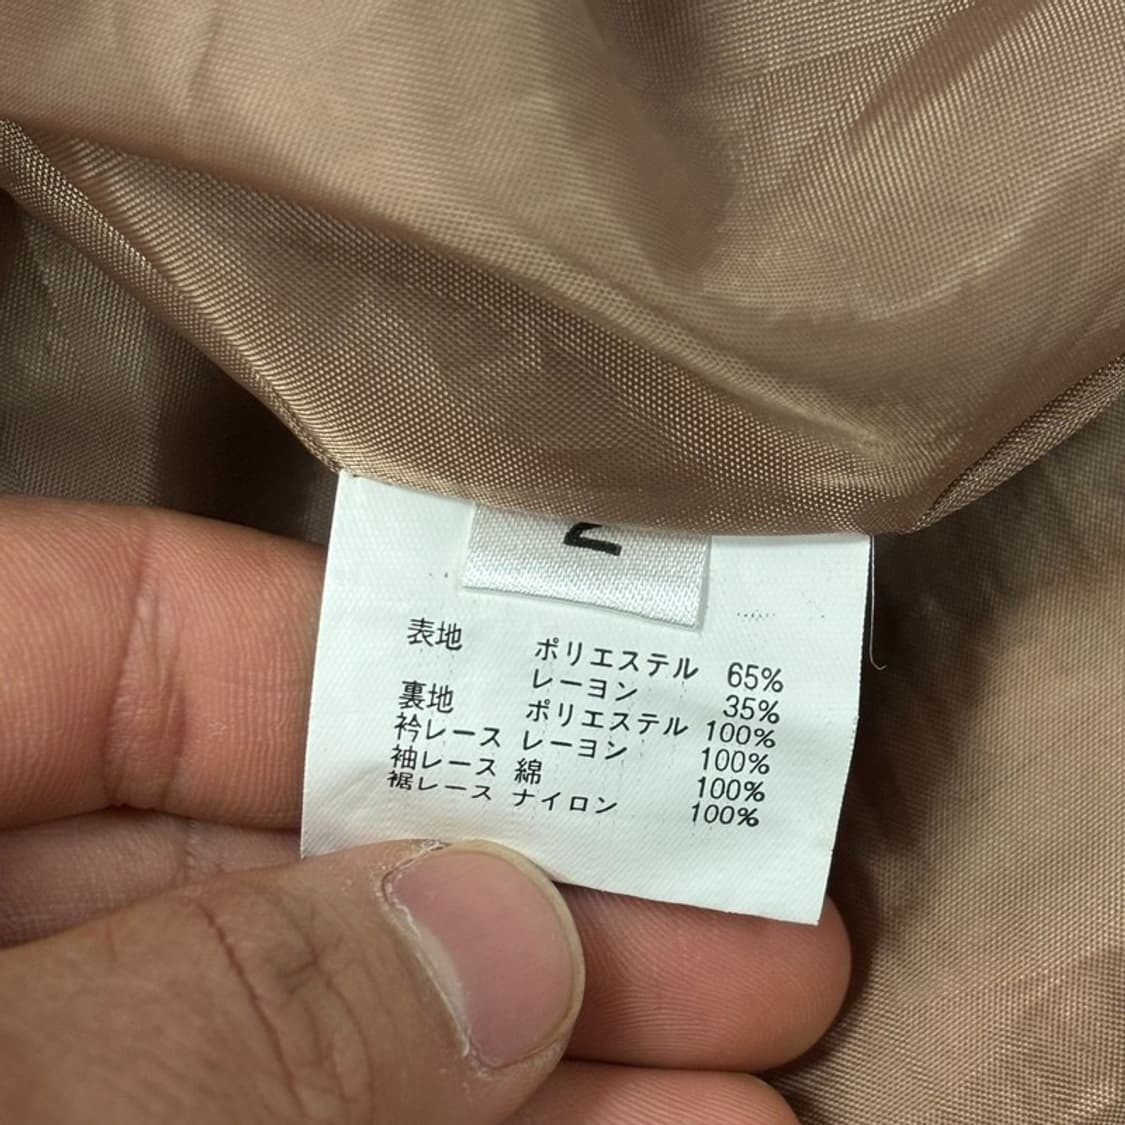 表地 ポリエステル 65%
レーヨン 35%
裏地 ポリエステル 100%
衿レース レーヨン 100%
袖レース 綿 100%
裾レース ナイロン 100%